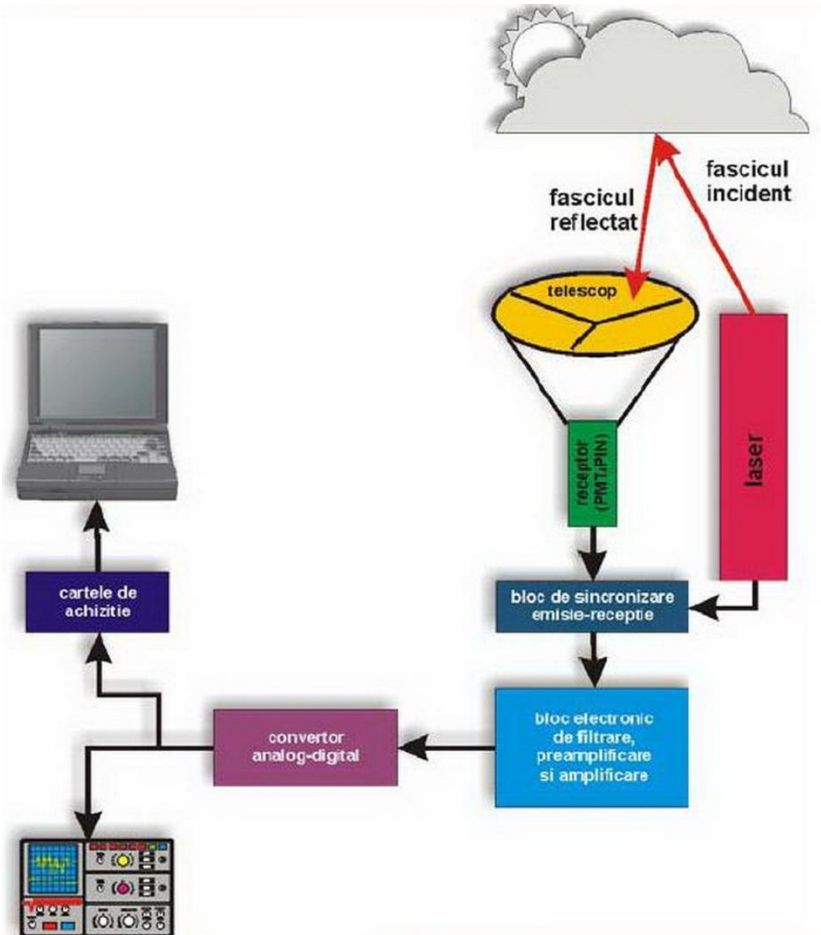 fascicul
incident
fascicul
reflectat
telescop
receptor
(PMT,PIN)
laser
cartele de
achizitie
bloc de sincronizare
emisie-receptie
bloc electronic
de filtrare,
preamplificare
si amplificare
convertor
analog-digital